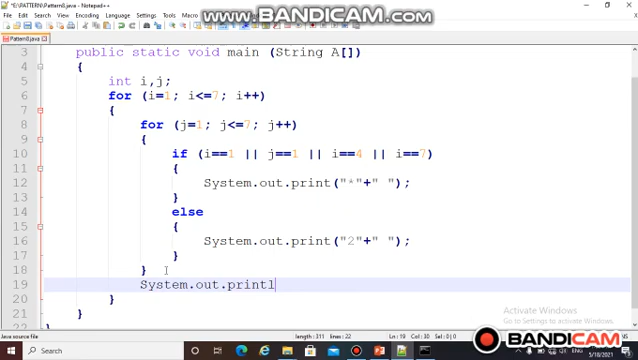 *E:\PATTERN\PatternE.java - Notepad++
WWW.BANDICAM.COM
File Edit Search View Encoding Language Settings Tools Macro Run Plugins Window ?
3 public static void main (String A[])
4 {
5 int i,j;
6 for (i=1; i<=7; i++)
7 {
8 for (j=1; j<=7; j++)
9 {
10 if (i==1 || j==1 || i==4 || i==7)
11 {
12 System.out.print("*"+" ");
13 }
14 else
15 {
16 System.out.print("2"+" ");
17 }
18 }
19 System.out.printl
20 }
21 }
22 }
Activate Windows
Go to Settings to activate Windows.
Java source file
length : 311 lines : 22
Ln : 19 Col : 30 Sel : 0 | 0
BANDICAM
Search
5/18/2021